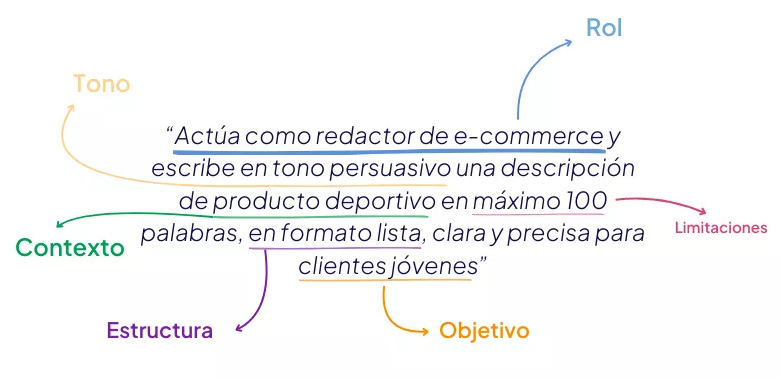 Rol
Tono
“Actúa como redactor de e-commerce y
escribe en tono persuasivo una descripción
de producto deportivo en máximo 100
palabras, en formato lista, clara y precisa para
clientes jóvenes”
Limitaciones
Contexto
Estructura
Objetivo